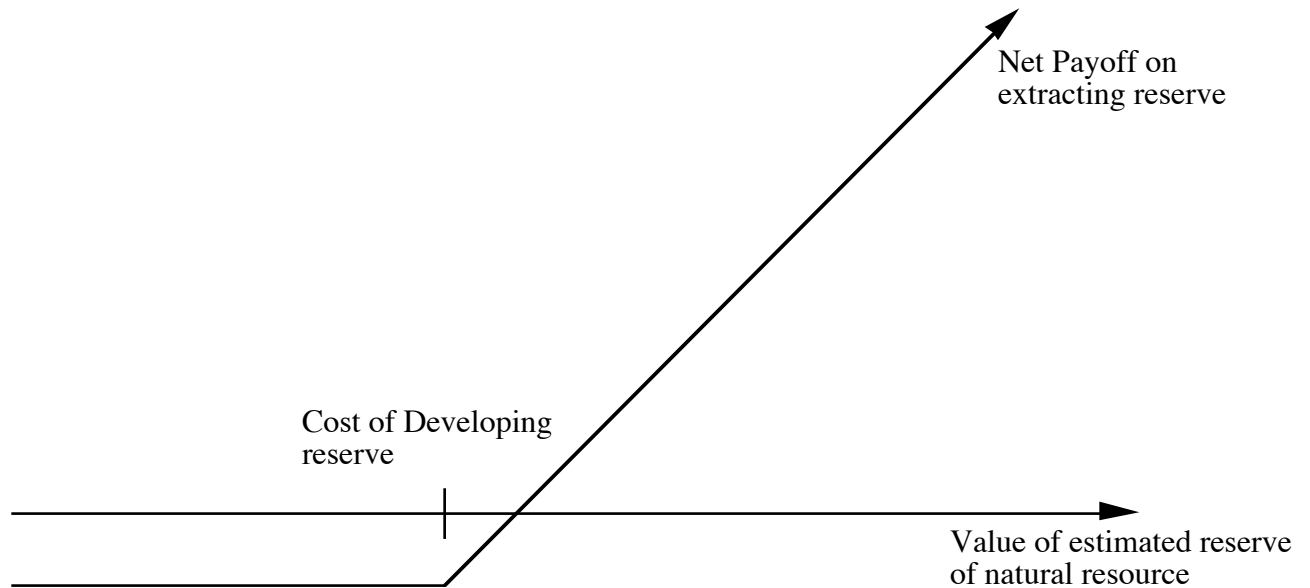 Net Payoff on
extracting reserve
Cost of Developing
reserve
Value of estimated reserve
of natural resource